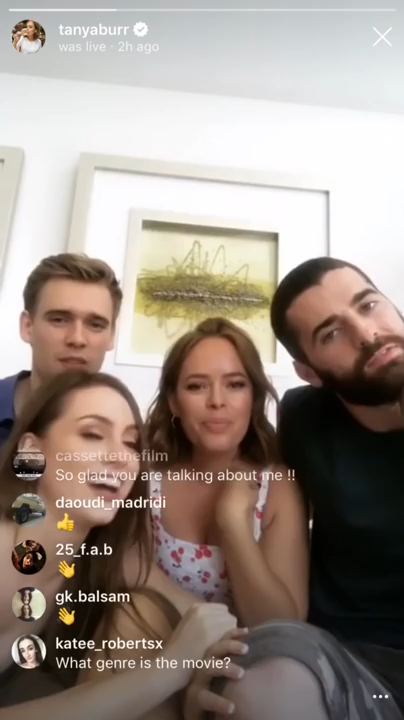 tanyaburr
was live · 2h ago
cassettethefilm
So glad you are talking about me !!
daoudi_madridi
👍
25_f.a.b
👋
gk.balsam
👋
katee_robertsx
What genre is the movie?